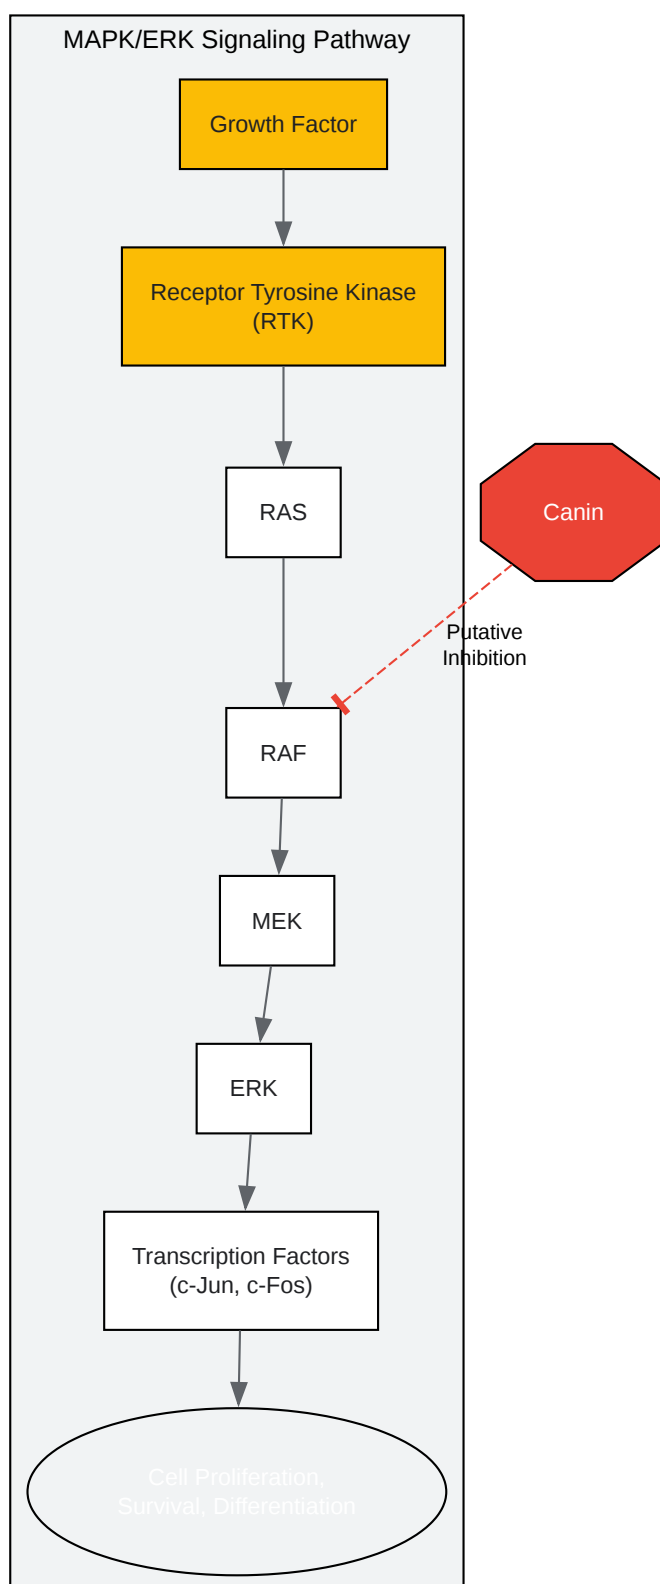 MAPK/ERK Signaling Pathway
Growth Factor
Receptor Tyrosine Kinase
(RTK)
RAS
Canin
Putative
Inhibition
RAF
MEK
ERK
Transcription Factors
(c-Jun, c-Fos)
Cell Proliferation,
Survival, Differentiation